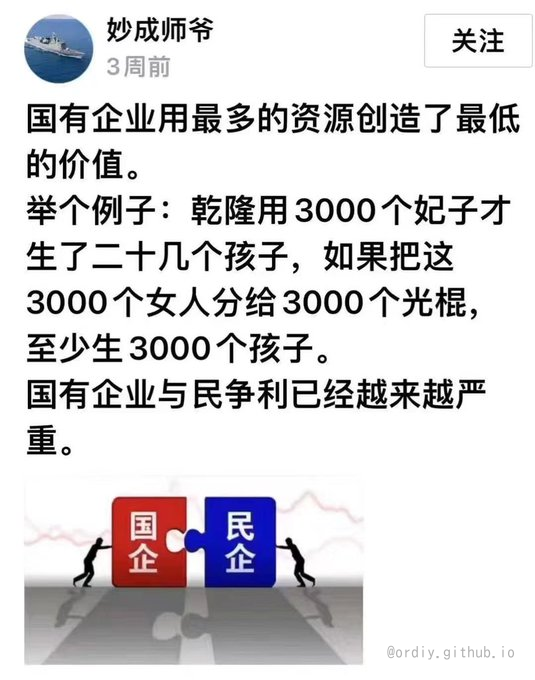 妙成师爷
3周前
关注
国有企业用最多的资源创造了最低
的价值。
举个例子：乾隆用3000个妃子才
生了二十几个孩子，如果把这
3000个女人分给3000个光棍，
至少生3000个孩子。
国有企业与民争利已经越来越严
重。
国企
民企
@ordiy.github.io